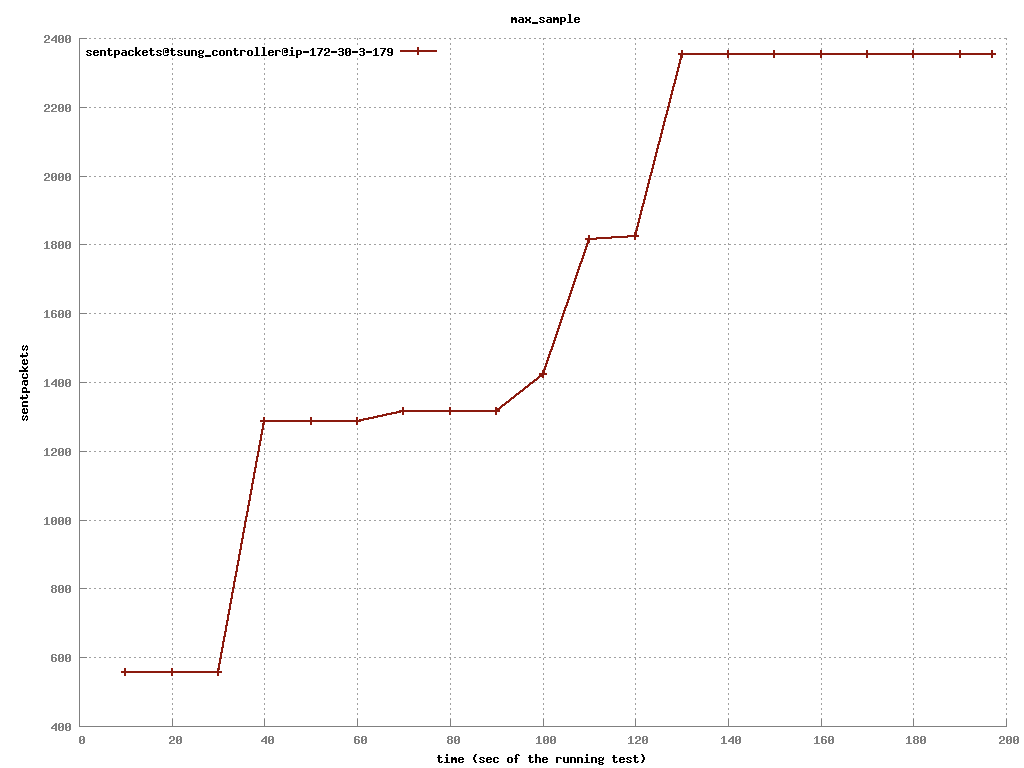 max_sample
sentpackets@tsung_controller@ip-172-30-3-179
2400
2200
2000
1800
1600
1400
1200
1000
800
600
400
sentpackets
0 20 40 60 80 100 120 140 160 180 200
time (sec of the running test)